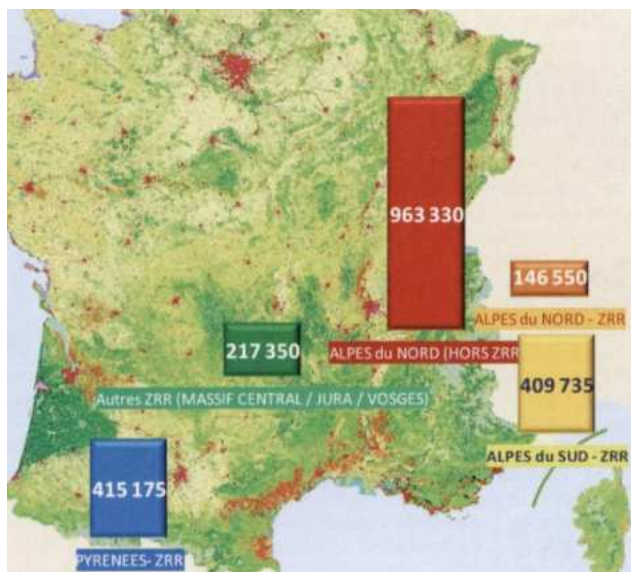 963 330
146 550
ALPES du NORD - ZRR
217 350
ALPES du NORD (HORS ZRR
409 735
Autres ZRR (MASSIF CENTRAL / JURA / VOSGES)
ALPES du SUD - ZRR
415 175
PYRENEES- ZRR